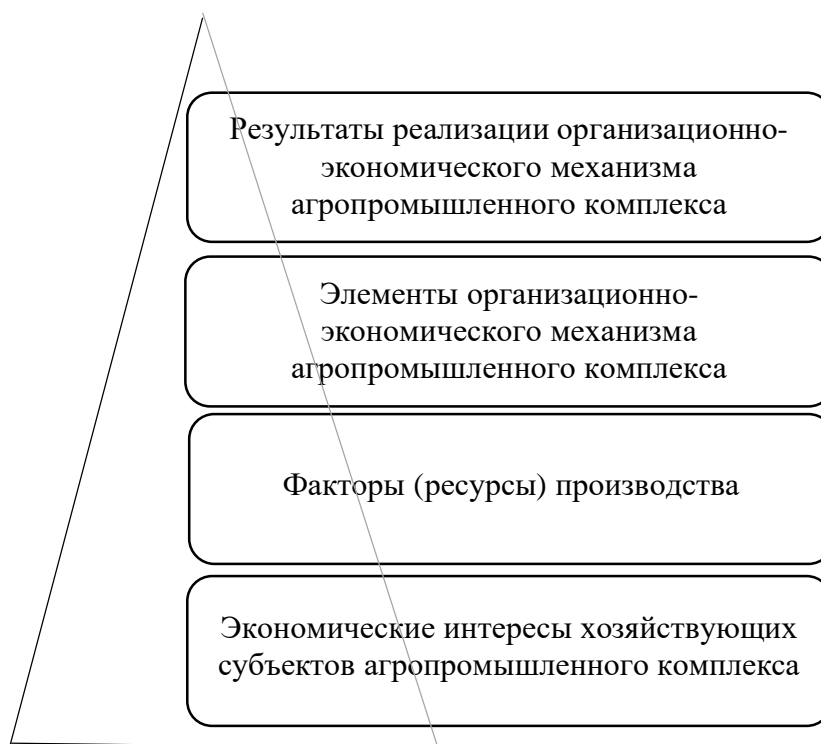 Результаты реализации организационно-
экономического механизма
агропромышленного комплекса
Элементы организационно-
экономического механизма
агропромышленного комплекса
Факторы (ресурсы) производства
Экономические интересы хозяйствующих
субъектов агропромышленного комплекса